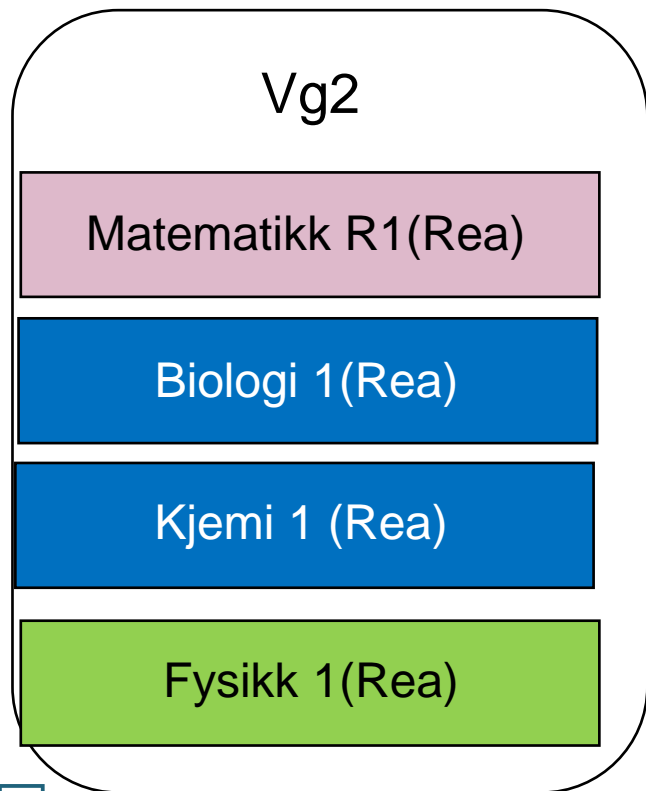 Vg2
Matematikk R1(Rea)
Biologi 1(Rea)
Kjemi 1 (Rea)
Fysikk 1(Rea)